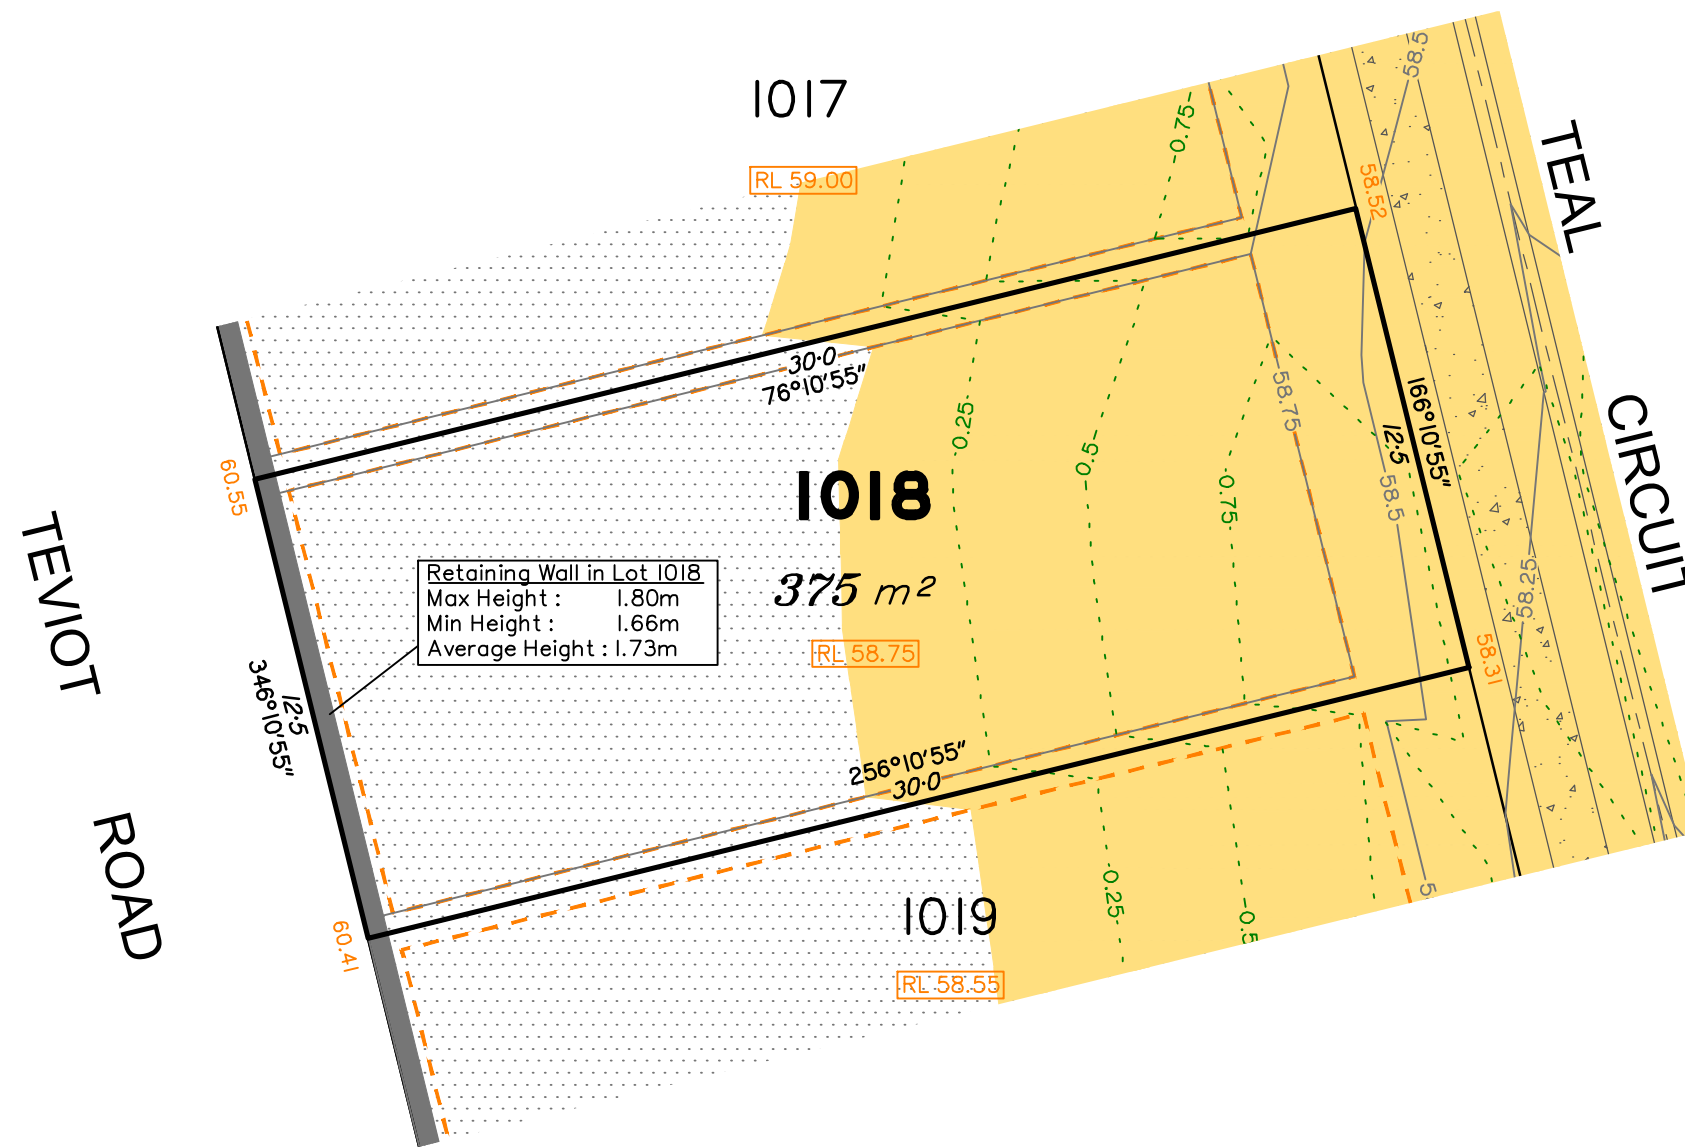 1017
RL 59.00
0.75
58.5
58.52
TEAL
CIRCUIT
30·0
76°10'55"
0.25
0.5
0.75
58.75
166°10'55"
12·5
58.5
58.25
58.31
60.55
1018
375 m²
RL 58.75
Retaining Wall in Lot 1018
Max Height : 1.80m
Min Height : 1.66m
Average Height : 1.73m
TEVIOT
ROAD
12·5
346°10'55"
60.41
256°10'55"
30·0
1019
RL 58.55
0.25
0.5
5